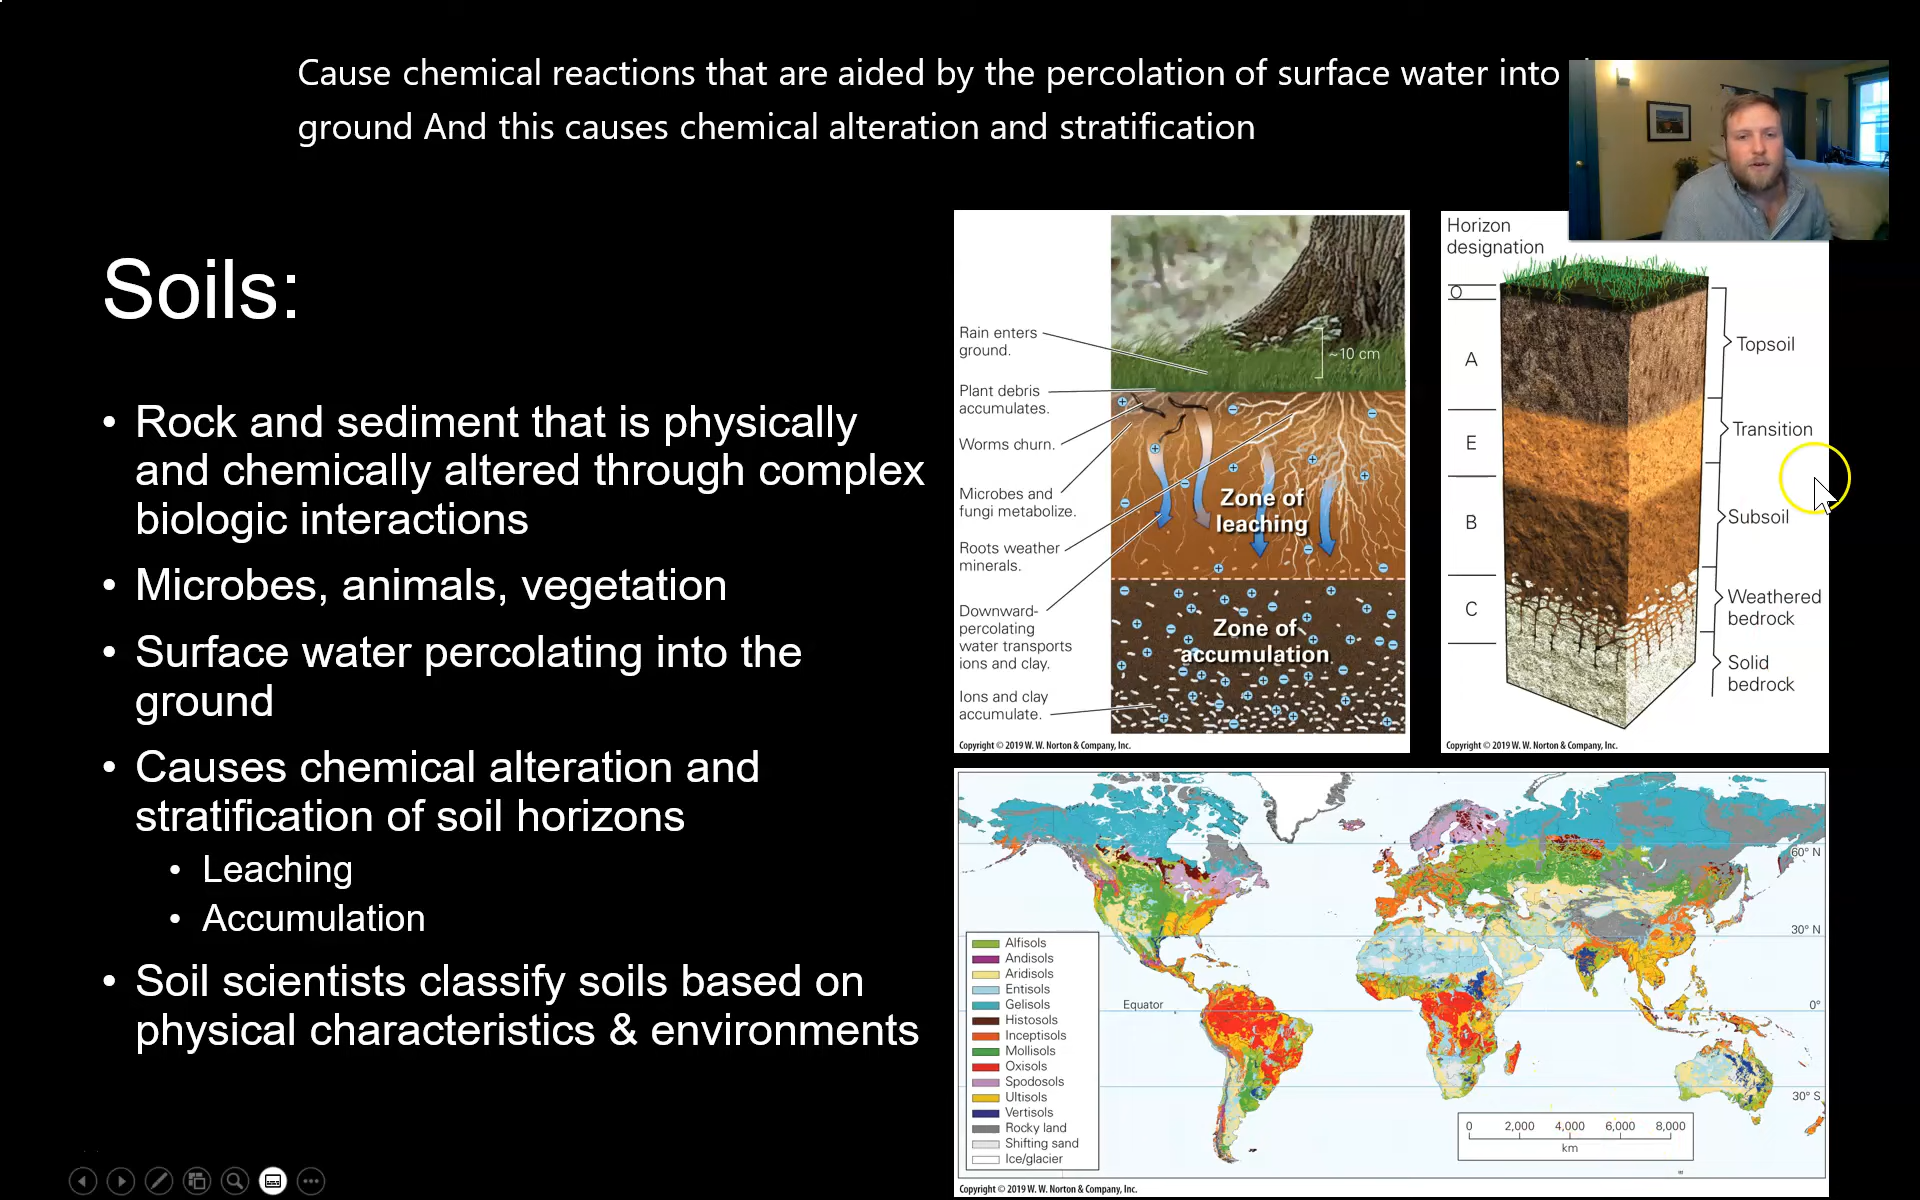 Cause chemical reactions that are aided by the percolation of surface water into
ground And this causes chemical alteration and stratification
Soils:
• Rock and sediment that is physically
and chemically altered through complex
biologic interactions
• Microbes, animals, vegetation
• Surface water percolating into the
ground
• Causes chemical alteration and
stratification of soil horizons
• Leaching
• Accumulation
• Soil scientists classify soils based on
physical characteristics & environments
Rain enters
ground.
Plant debris
accumulates.
Worms churn.
Microbes and
fungi metabolize.
Roots weather
minerals.
Downward-
percolating
water transports
ions and clay.
Ions and clay
accumulate.
~10 cm
Zone of
leaching
Zone of
accumulation
Copyright © 2019 W. W. Norton & Company, Inc.
Horizon
designation
O
A
E
B
C
Topsoil
Transition
Subsoil
Weathered
bedrock
Solid
bedrock
Copyright © 2019 W. W. Norton & Company, Inc.
Alfisols
Andisols
Aridisols
Entisols
Gelisols
Histosols
Inceptisols
Mollisols
Oxisols
Spodosols
Ultisols
Vertisols
Rocky land
Shifting sand
Ice/glacier
Equator
60° N
30° N
0°
30° S
0 2,000 4,000 6,000 8,000
km
Copyright © 2019 W. W. Norton & Company, Inc.